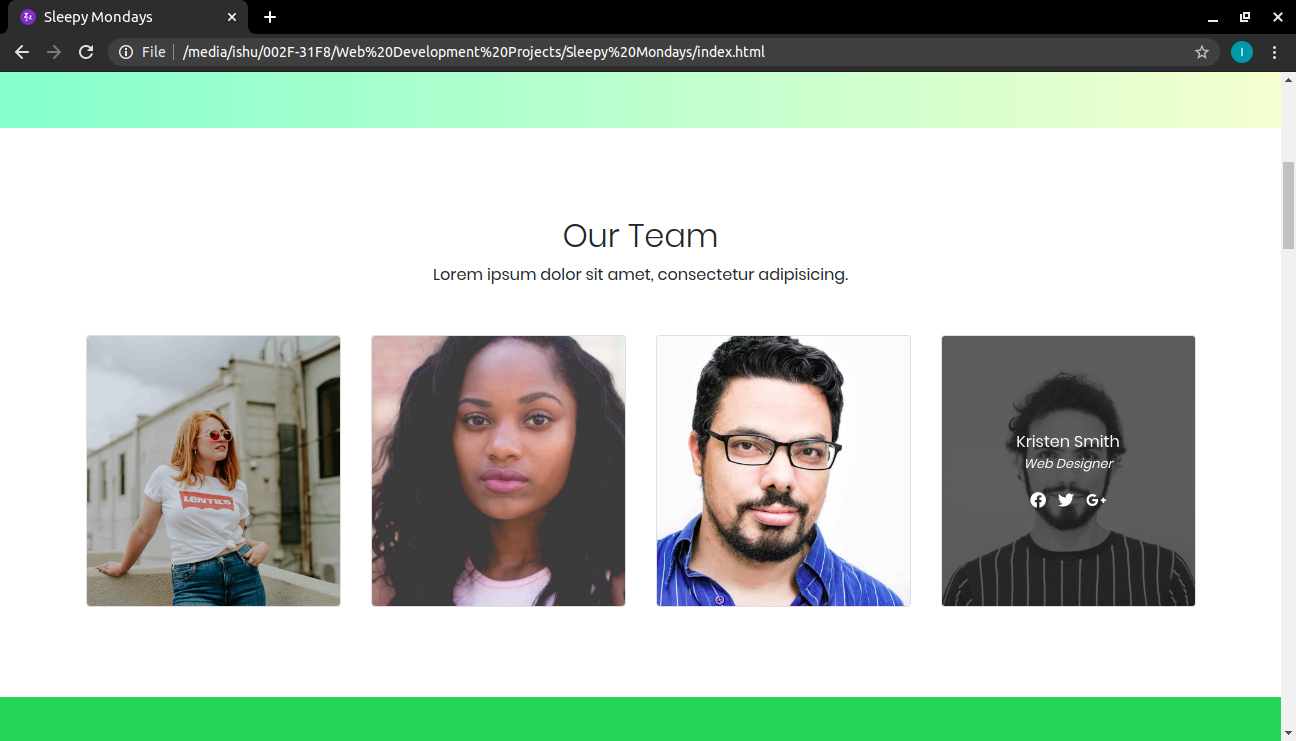 Sleepy Mondays
File /media/ishu/002F-31F8/Web%20Development%20Projects/Sleepy%20Mondays/index.html
I
Our Team
Lorem ipsum dolor sit amet, consectetur adipisicing.
LENTIES
Kristen Smith
Web Designer
G+